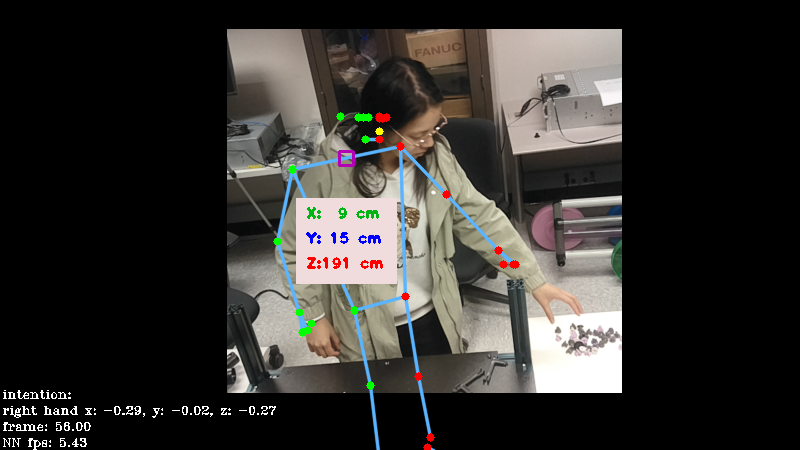 FANUC
X: 9 cm
Y: 15 cm
Z:191 cm
intention:
right hand x: -0.29, y: -0.02, z: -0.27
frame: 56.00
NN fps: 5.43